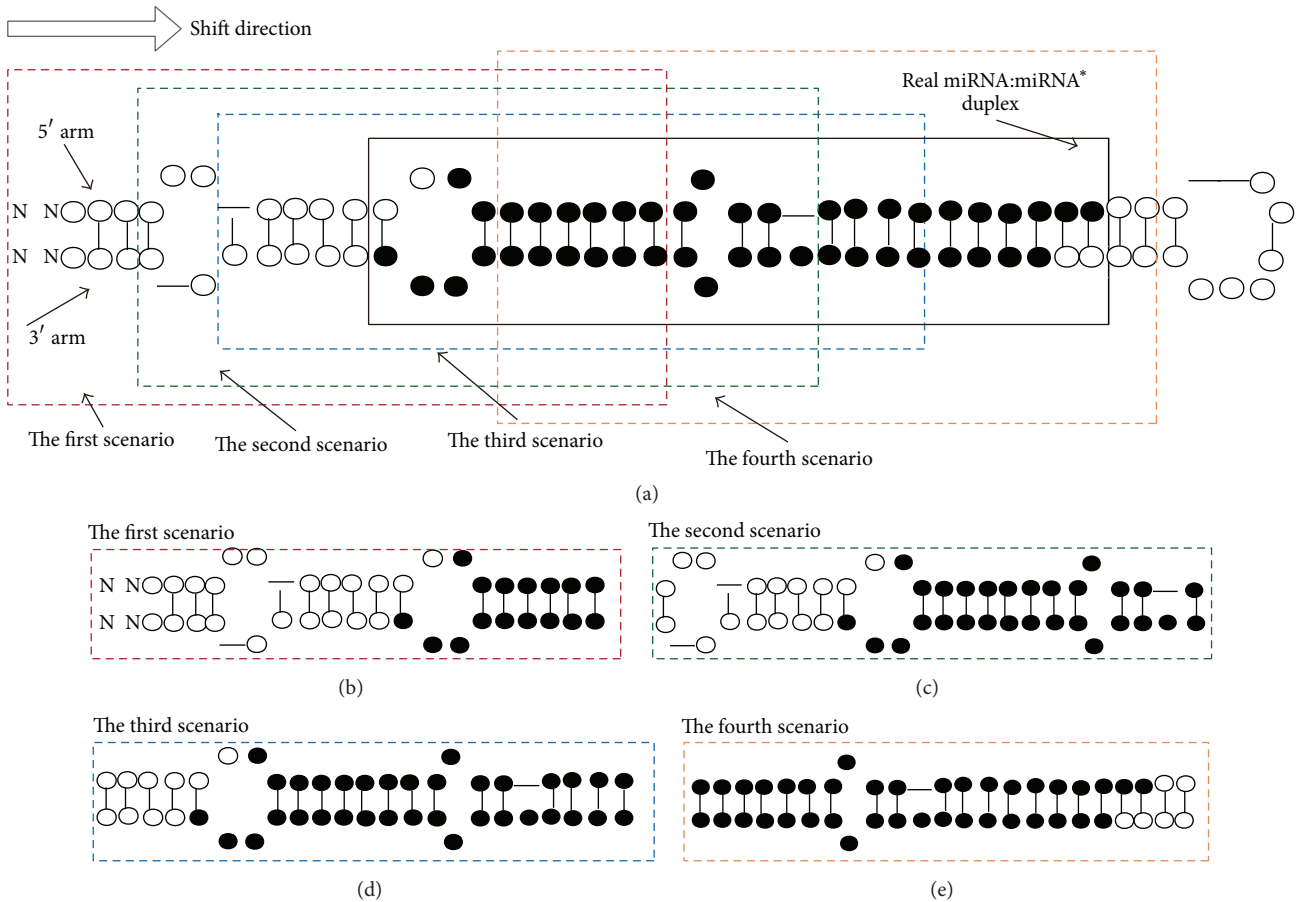 Shift direction
Real miRNA:miRNA*
duplex
5′ arm
N N
N N
3′ arm
The first scenario
The second scenario
The third scenario
The fourth scenario
(a)
The first scenario
N N
N N
(b)
The second scenario
(c)
The third scenario
(d)
The fourth scenario
(e)